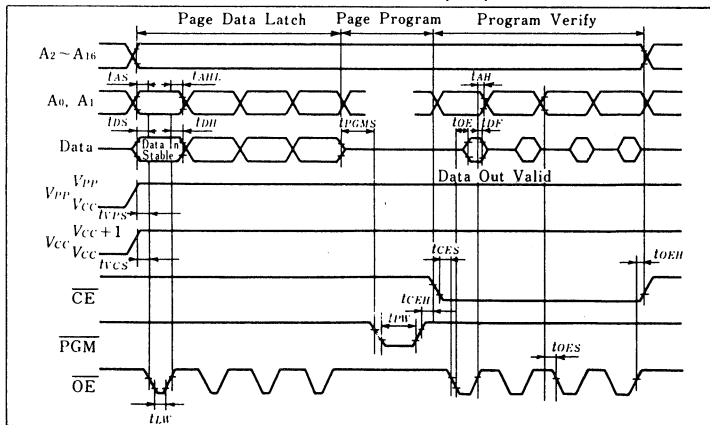 Page Data Latch Page Program Program Verify
A2~A16
tAS tAHL tAH
A0, A1
tDS tDH tPGMS tOE tDF
Data Data In Stable
Data Out Valid
VPP VPP
VCC
tVPS
VCC VCC+1
VCC
tVCS
tCES tOEH
CE
tCEH
tPW
PGM
tOES
OE
tLW